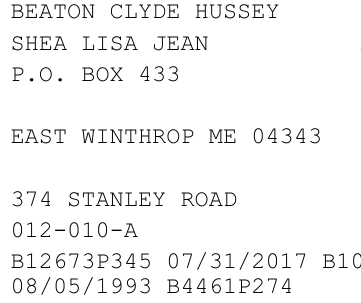 BEATON CLYDE HUSSEY
SHEA LISA JEAN
P.O. BOX 433
EAST WINTHROP ME 04343
374 STANLEY ROAD
012-010-A
B12673P345 07/31/2017 B10
08/05/1993 B4461P274